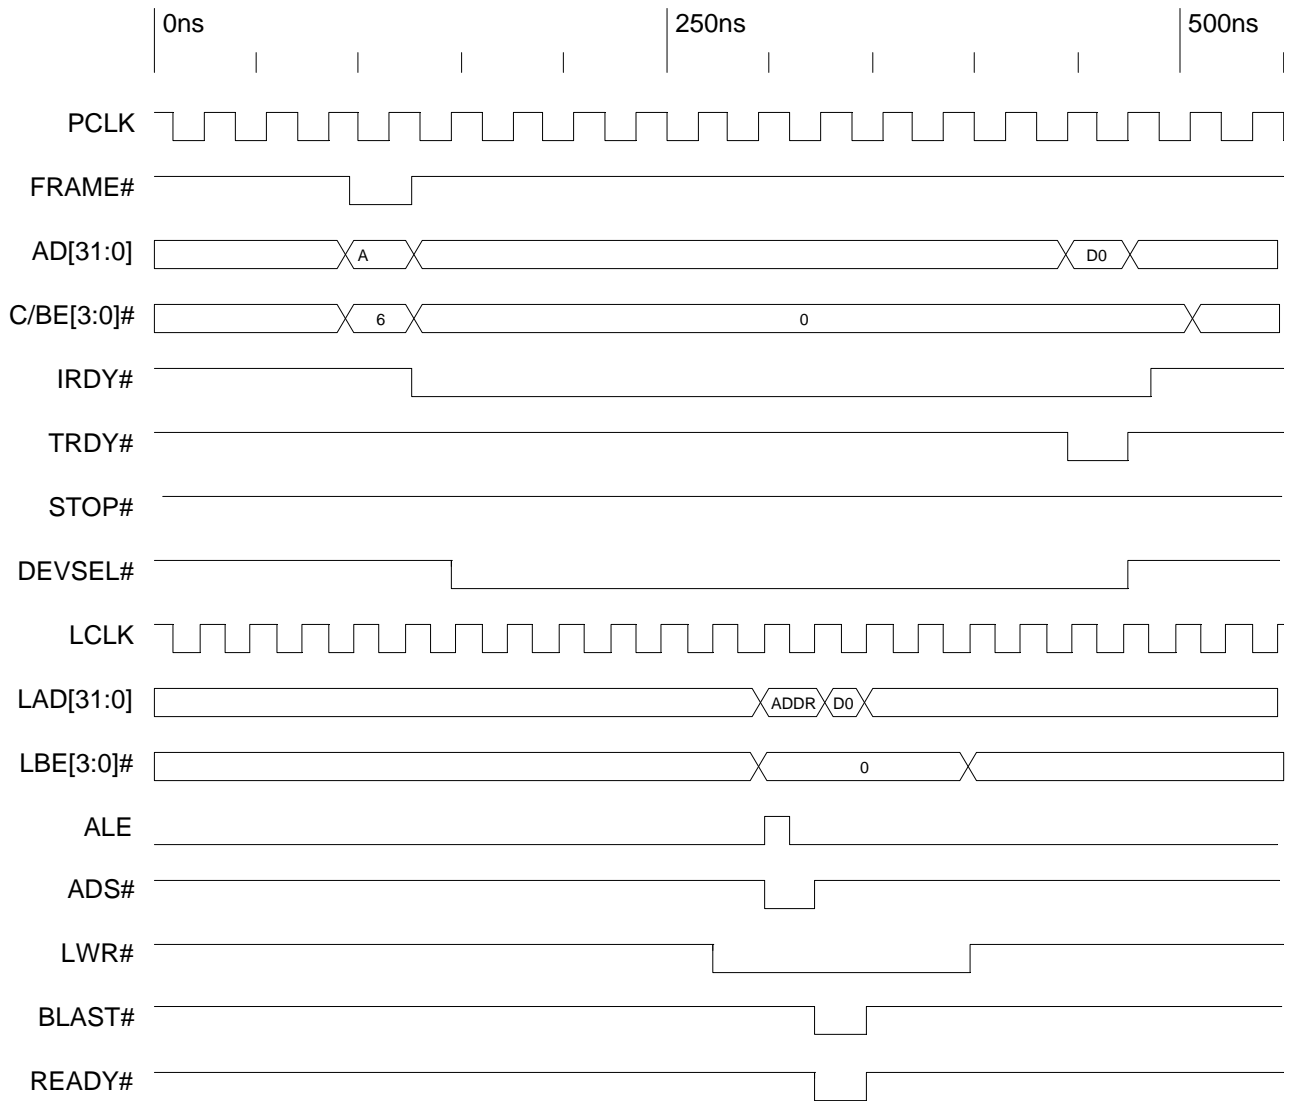 0ns 250ns 500ns
PCLK
FRAME#
AD[31:0] A D0
C/BE[3:0]# 6 0
IRDY#
TRDY#
STOP#
DEVSEL#
LCLK
LAD[31:0] ADDR D0
LBE[3:0]# 0
ALE
ADS#
LWR#
BLAST#
READY#